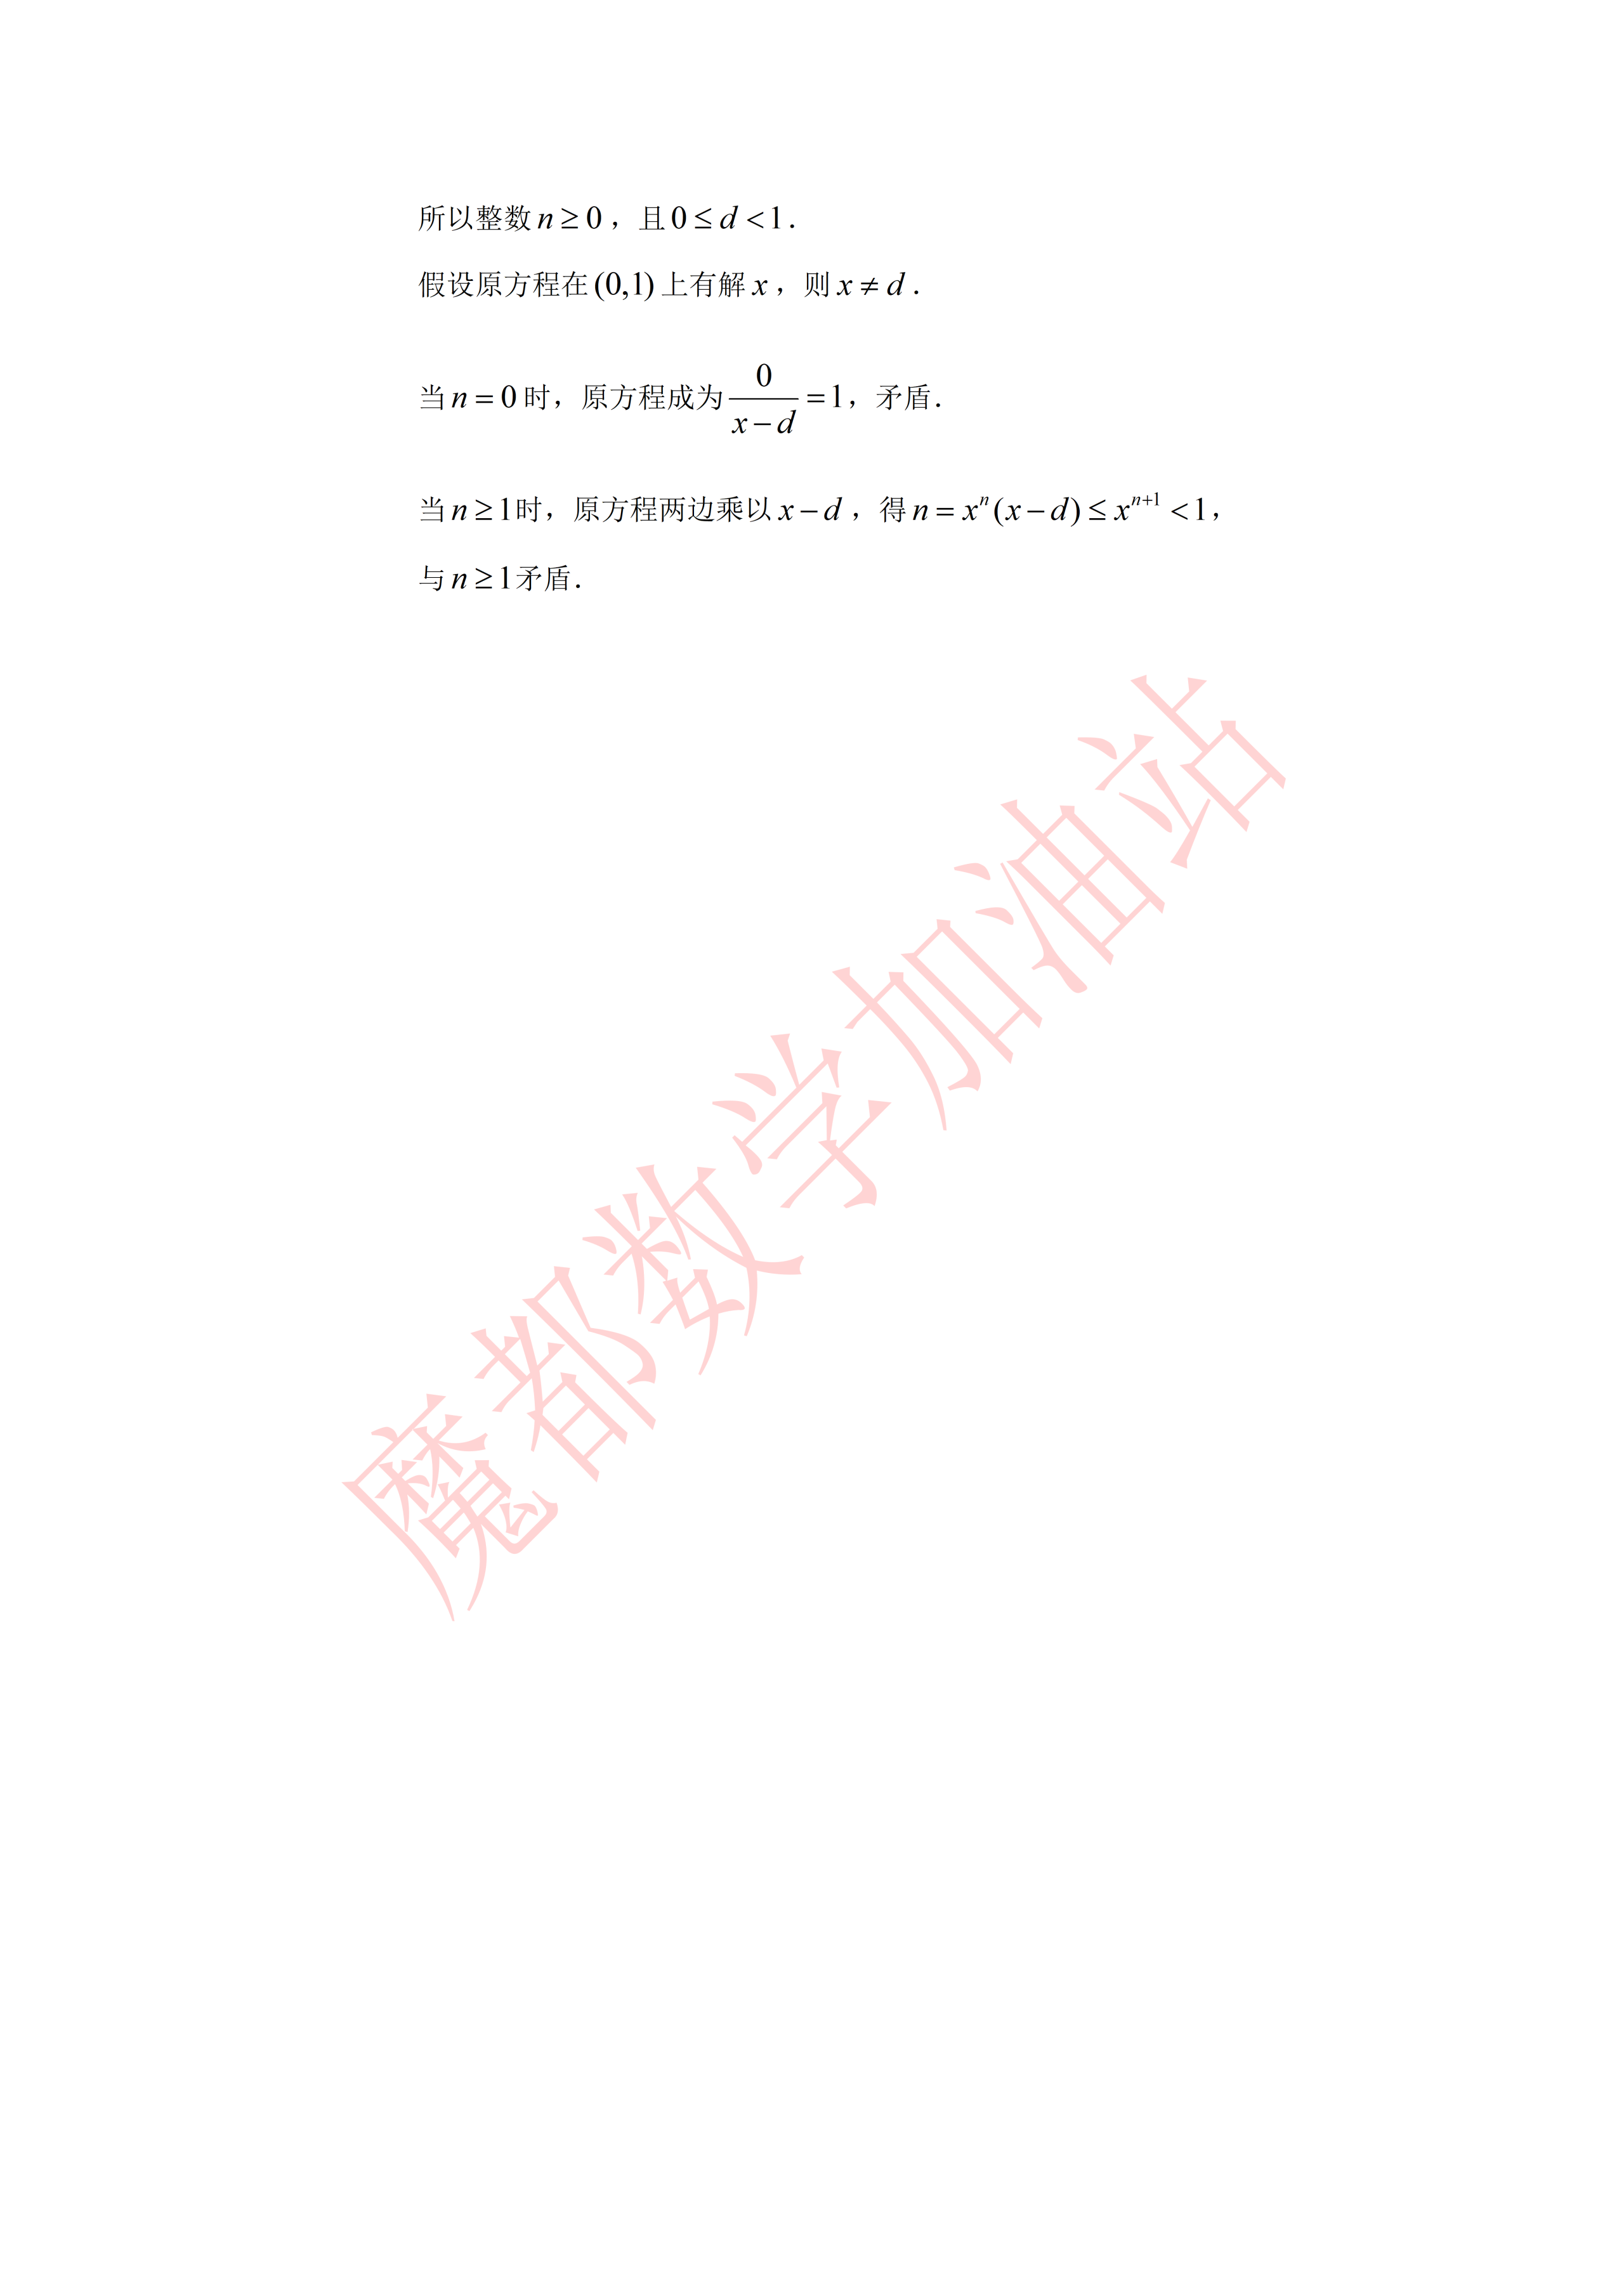 所以整数 n ≥ 0，且 0 ≤ d < 1．
假设原方程在 (0,1) 上有解 x，则 x ≠ d．
当 n = 0 时，原方程成为 \frac{0}{x-d} = 1，矛盾．
当 n ≥ 1 时，原方程两边乘以 x − d，得 n = x^n (x − d) ≤ x^{n+1} < 1，
与 n ≥ 1 矛盾．
魔都数学加油站